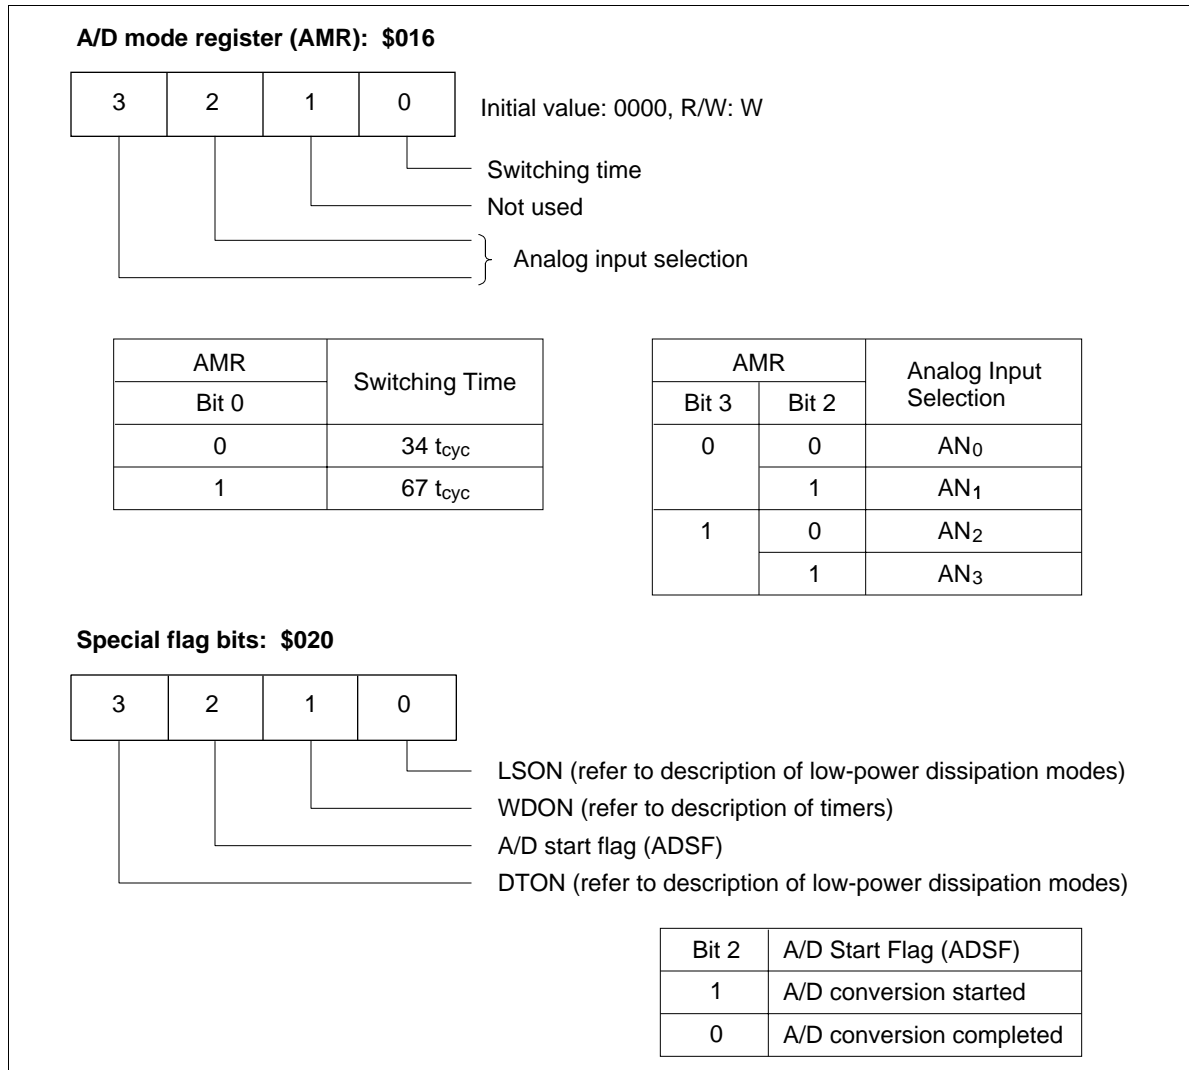 A/D mode register (AMR): $016
3 2 1 0
Initial value: 0000, R/W: W
Switching time
Not used
Analog input selection
AMR Switching Time
Bit 0
0 34 tcyc
1 67 tcyc
AMR Analog Input Selection
Bit 3 Bit 2
0 0 AN0
1 AN1
1 0 AN2
1 AN3
Special flag bits: $020
3 2 1 0
LSON (refer to description of low-power dissipation modes)
WDON (refer to description of timers)
A/D start flag (ADSF)
DTON (refer to description of low-power dissipation modes)
Bit 2 A/D Start Flag (ADSF)
1 A/D conversion started
0 A/D conversion completed